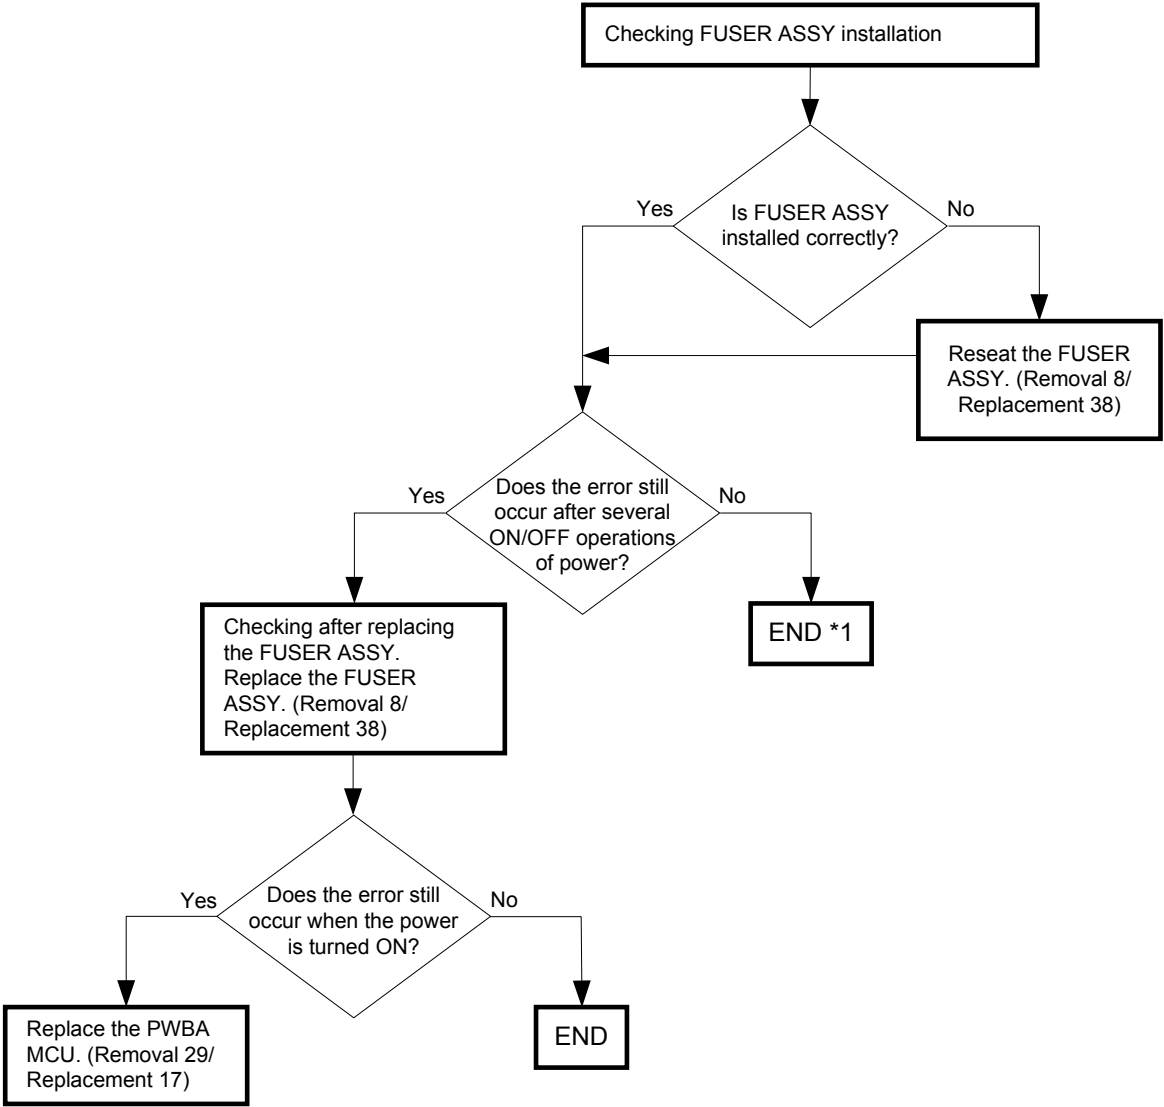 Checking FUSER ASSY installation
Yes
Is FUSER ASSY
installed correctly?
No
Reseat the FUSER
ASSY. (Removal 8/
Replacement 38)
Yes
Does the error still
occur after several
ON/OFF operations
of power?
No
Checking after replacing
the FUSER ASSY.
Replace the FUSER
ASSY. (Removal 8/
Replacement 38)
END *1
Yes
Does the error still
occur when the power
is turned ON?
No
Replace the PWBA
MCU. (Removal 29/
Replacement 17)
END